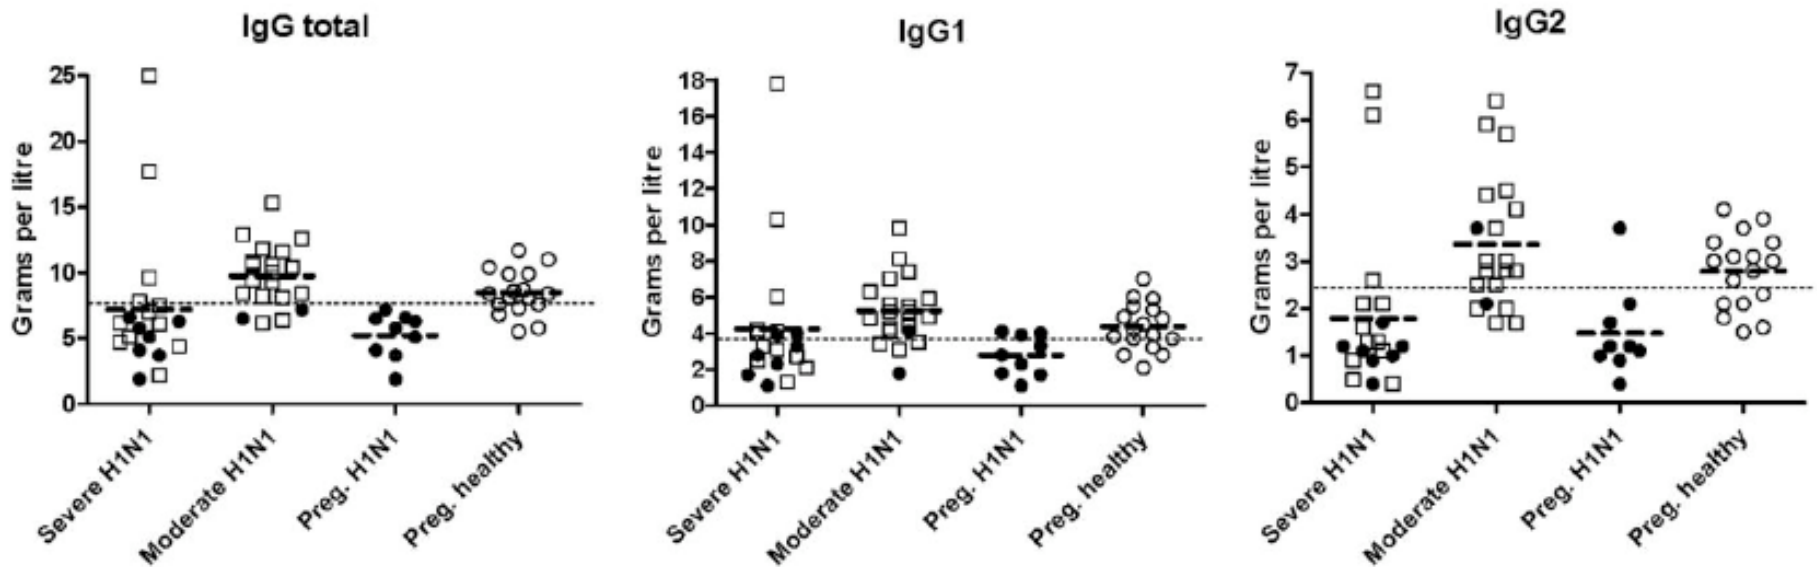 IgG total
Grams per litre
25
20
15
10
5
0
Severe H1N1
Moderate H1N1
Preg. H1N1
Preg. healthy
IgG1
Grams per litre
18
16
14
12
10
8
6
4
2
0
Severe H1N1
Moderate H1N1
Preg. H1N1
Preg. healthy
IgG2
Grams per litre
7
6
5
4
3
2
1
0
Severe H1N1
Moderate H1N1
Preg. H1N1
Preg. healthy